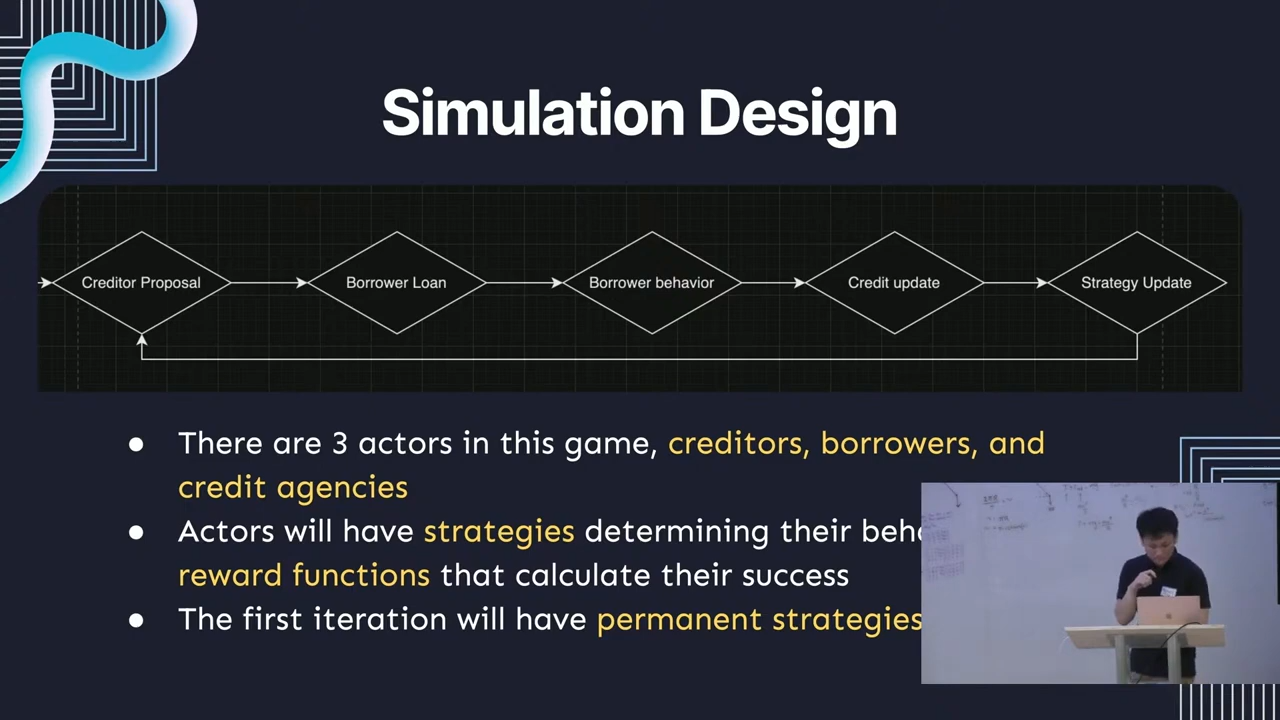 Simulation Design
Creditor Proposal
Borrower Loan
Borrower behavior
Credit update
Strategy Update
There are 3 actors in this game, creditors, borrowers, and
credit agencies
Actors will have strategies determining their
reward functions that calculate their success
The first iteration will have permanent strategies